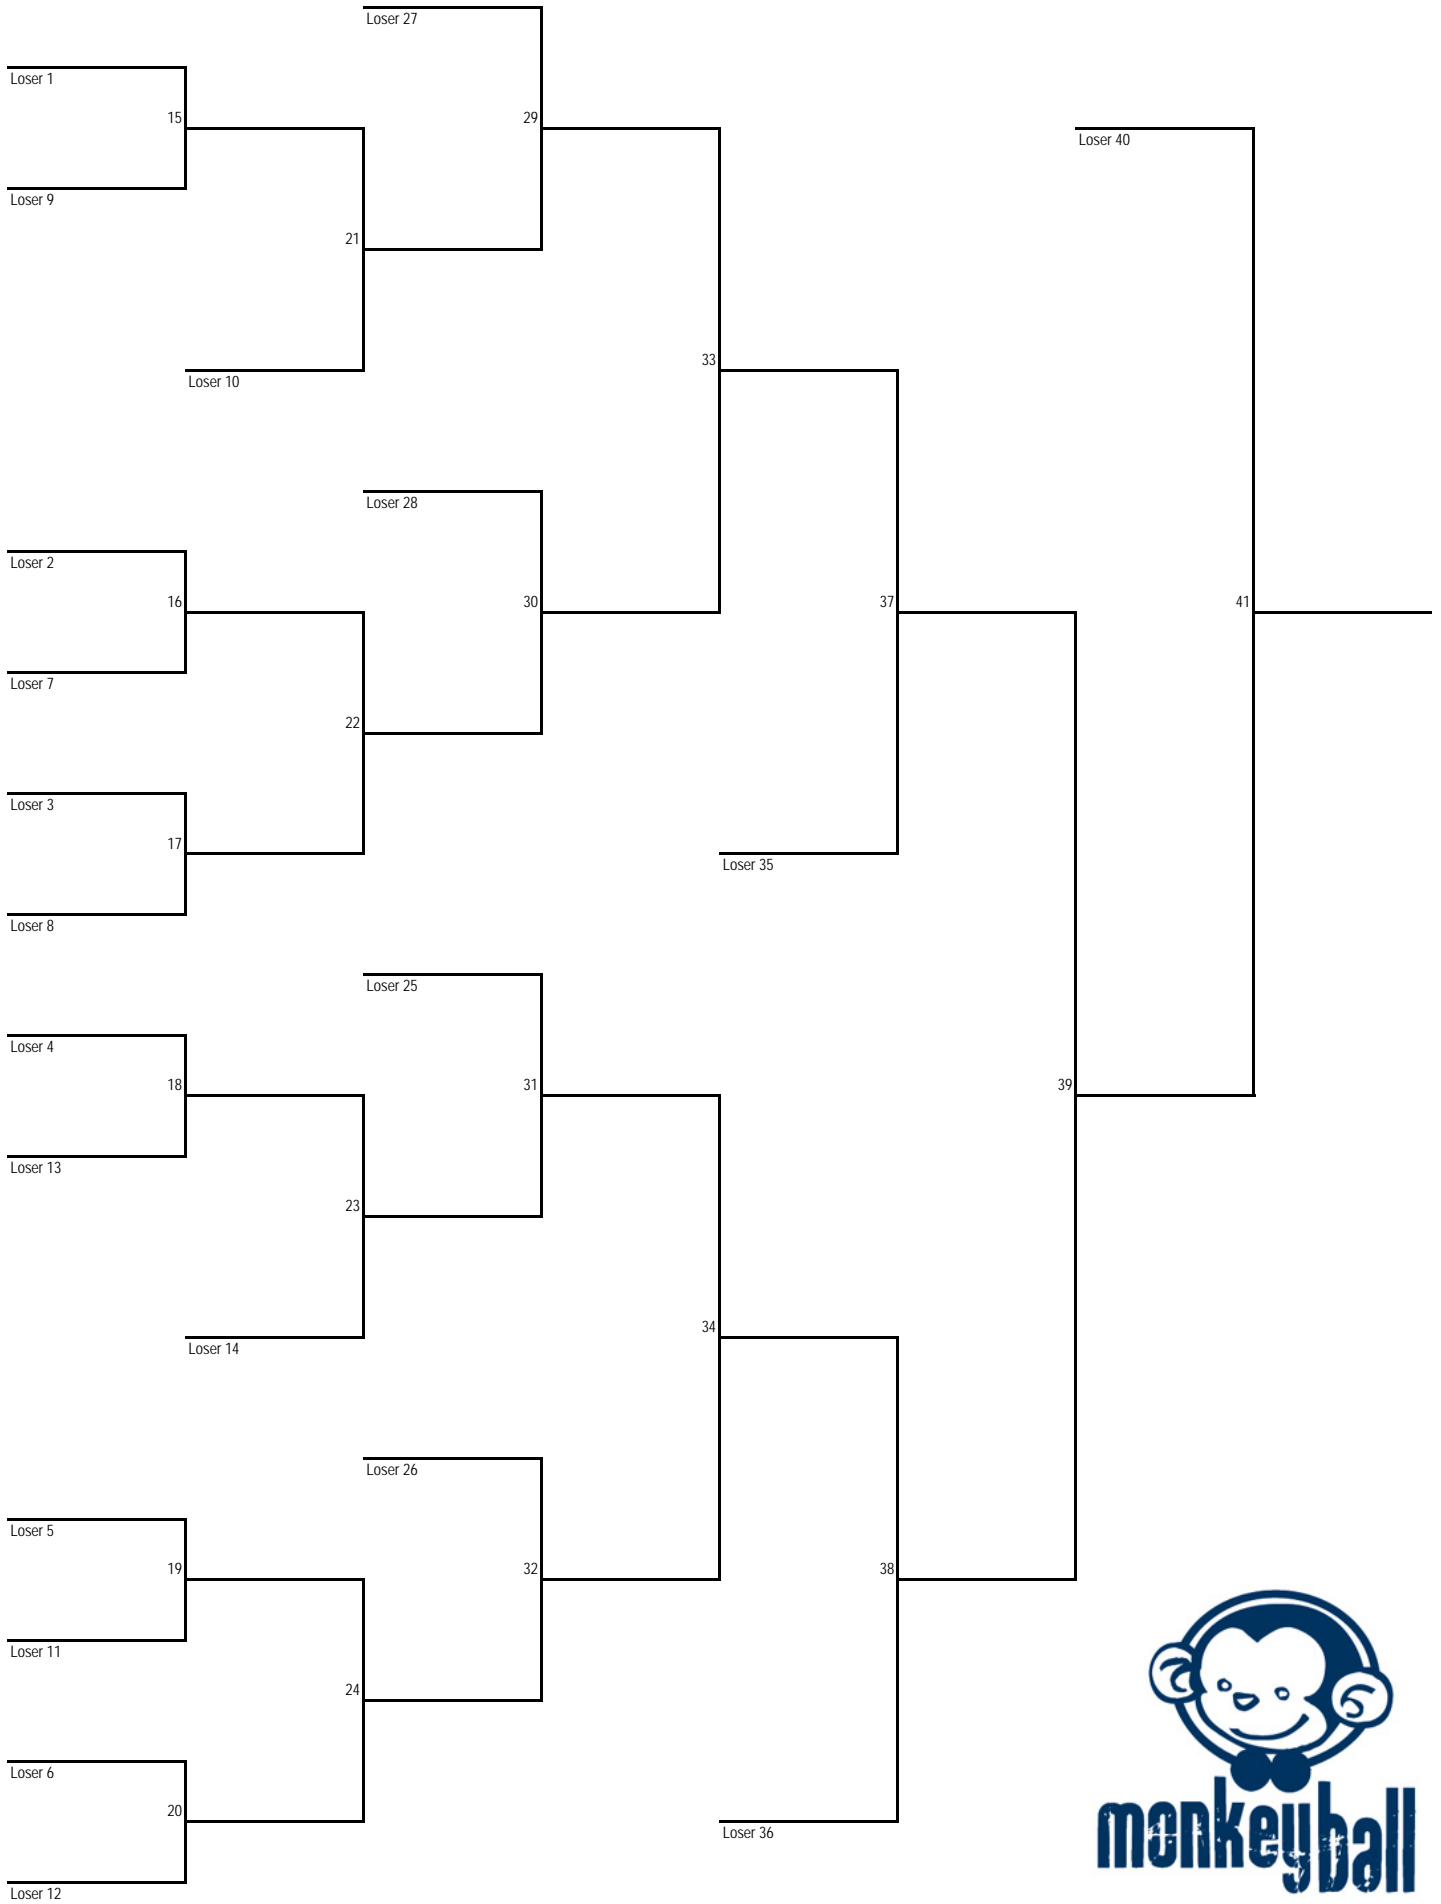 Loser 27
Loser 1
15
29
Loser 40
Loser 9
21
33
Loser 10
Loser 28
Loser 2
16
30
37
41
Loser 7
22
Loser 3
17
Loser 35
Loser 8
Loser 25
Loser 4
18
31
39
Loser 13
23
34
Loser 14
Loser 26
Loser 5
19
32
38
Loser 11
24
Loser 6
20
Loser 36
Loser 12
monkeyball